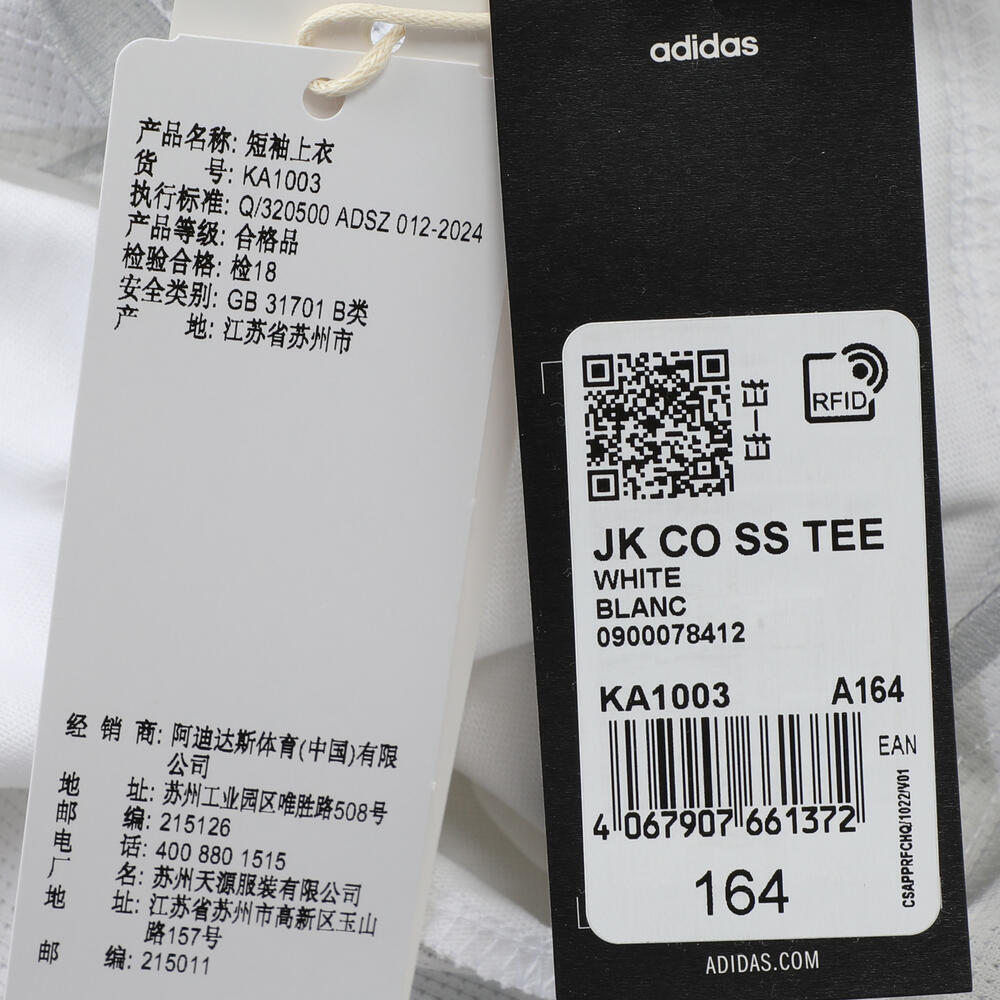 产品名称: 短袖上衣
货 号: KA1003
执行标准: Q/320500 ADSZ 012-2024
产品等级: 合格品
检验合格: 检18
安全类别: GB 31701 B类
产 地: 江苏省苏州市
经 销 商: 阿迪达斯体育(中国)有限
公司
地 址: 苏州工业园区唯胜路508号
邮 编: 215126
电 话: 400 880 1515
厂 名: 苏州天源服装有限公司
地 址: 江苏省苏州市高新区玉山
路157号
邮 编: 215011
adidas
扫一扫
RFID
JK CO SS TEE
WHITE
BLANC
0900078412
KA1003 A164
EAN
4 067907 661372
CSAPPRFCHQ/1022/V01
164
ADIDAS.COM